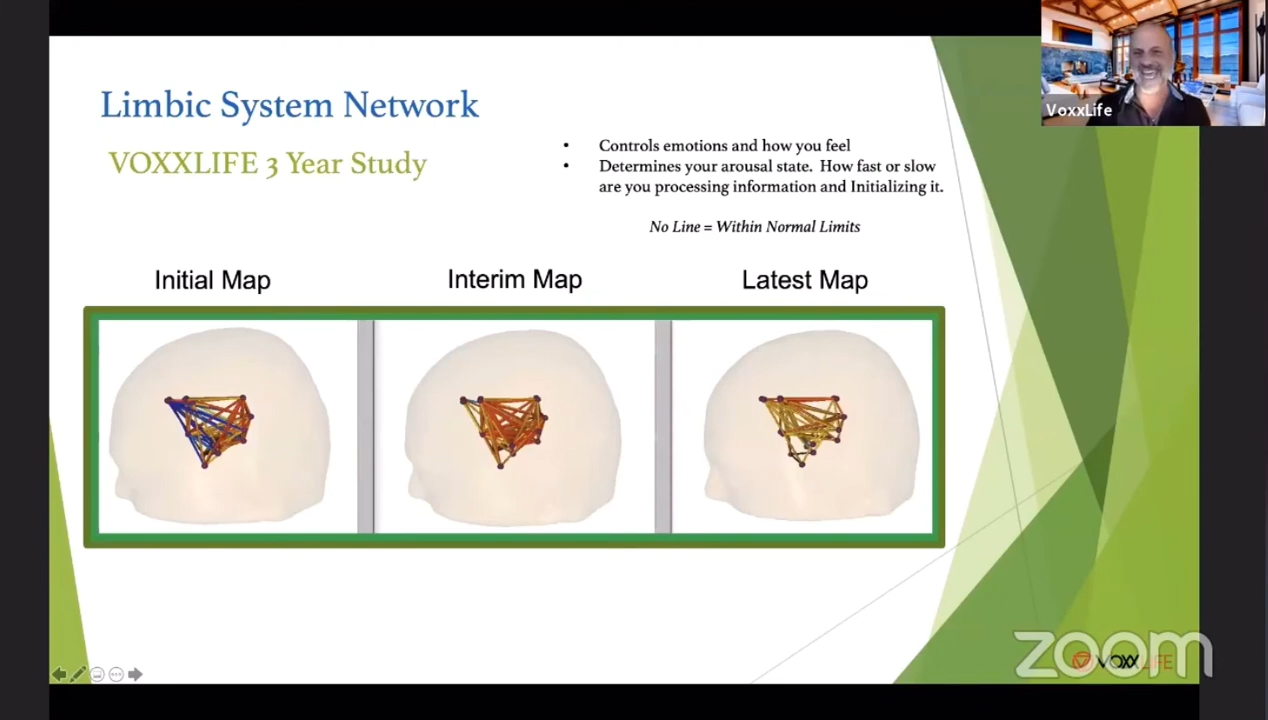 VoxxLife
Limbic System Network
VOXXLIFE 3 Year Study
• Controls emotions and how you feel
• Determines your arousal state. How fast or slow
are you processing information and Initializing it.
No Line = Within Normal Limits
Initial Map
Interim Map
Latest Map
zoom
VOXXLIFE